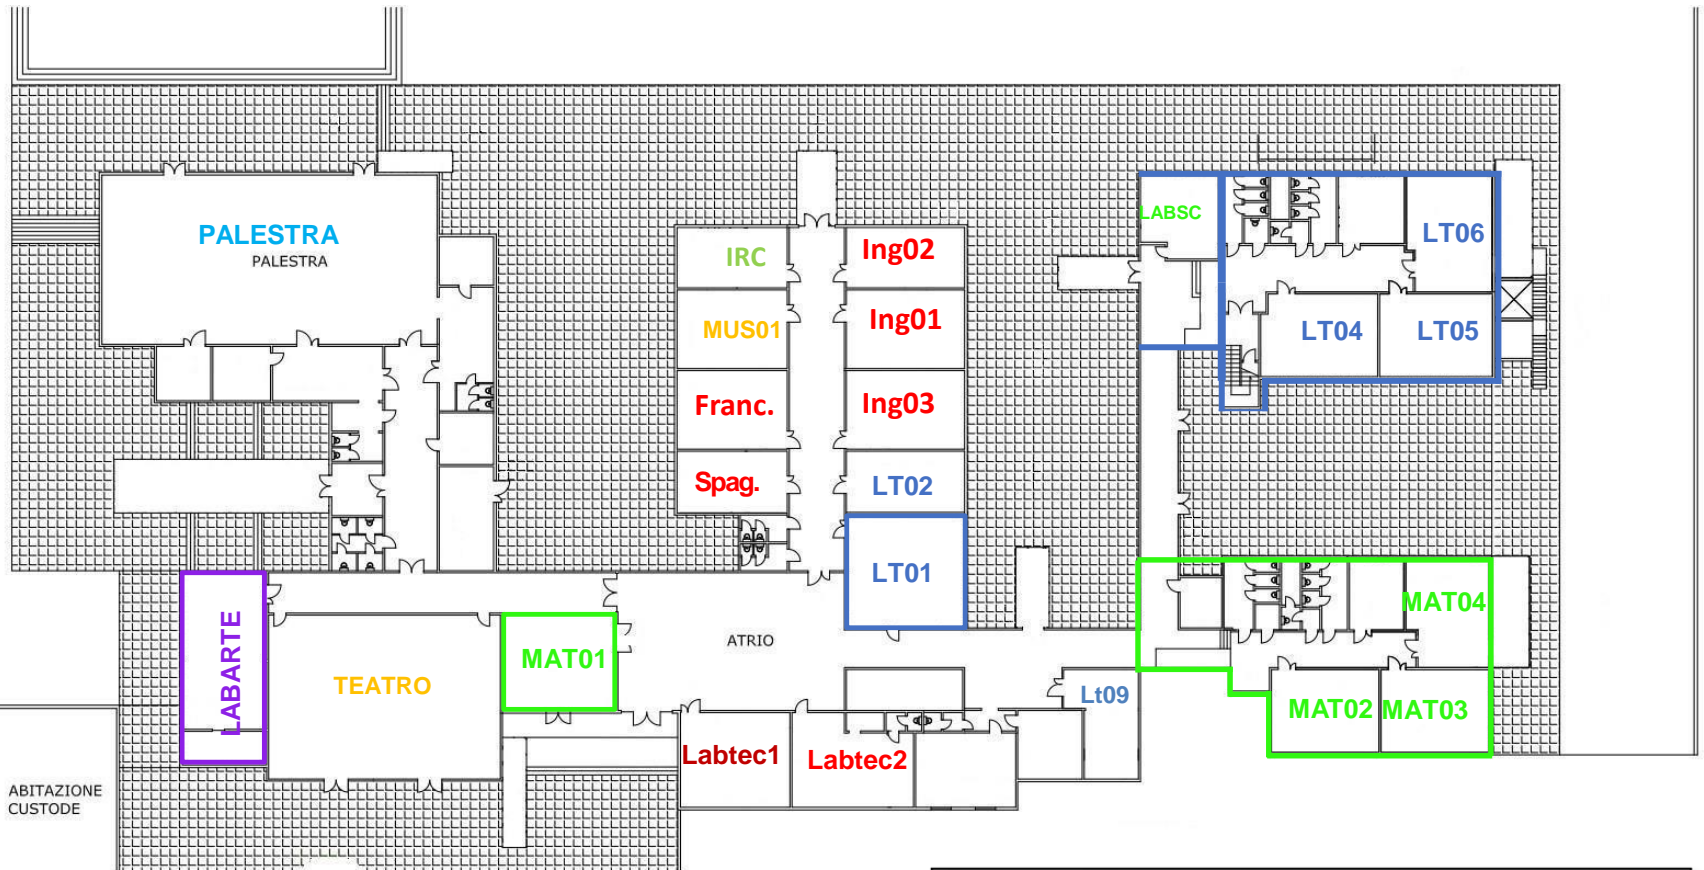 PALESTRA
PALESTRA
IRC
Ing02
LABSC
LT06
MUS01
Ing01
LT04
LT05
Franc.
Ing03
Spag.
LT02
LT01
LABARTE
MAT04
ATRIO
MAT01
TEATRO
Lt09
MAT02
MAT03
Labtec1
Labtec2
ABITAZIONE
CUSTODE